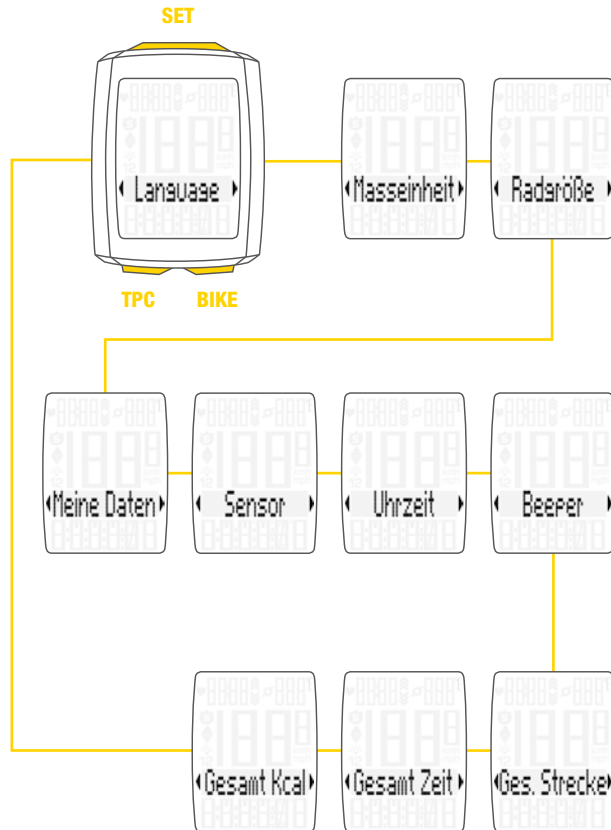 SET
Language
Masseinheit
Radgröße
TPC
BIKE
Meine Daten
Sensor
Uhrzeit
Beeper
Gesamt Kcal
Gesamt Zeit
Ges. Strecke